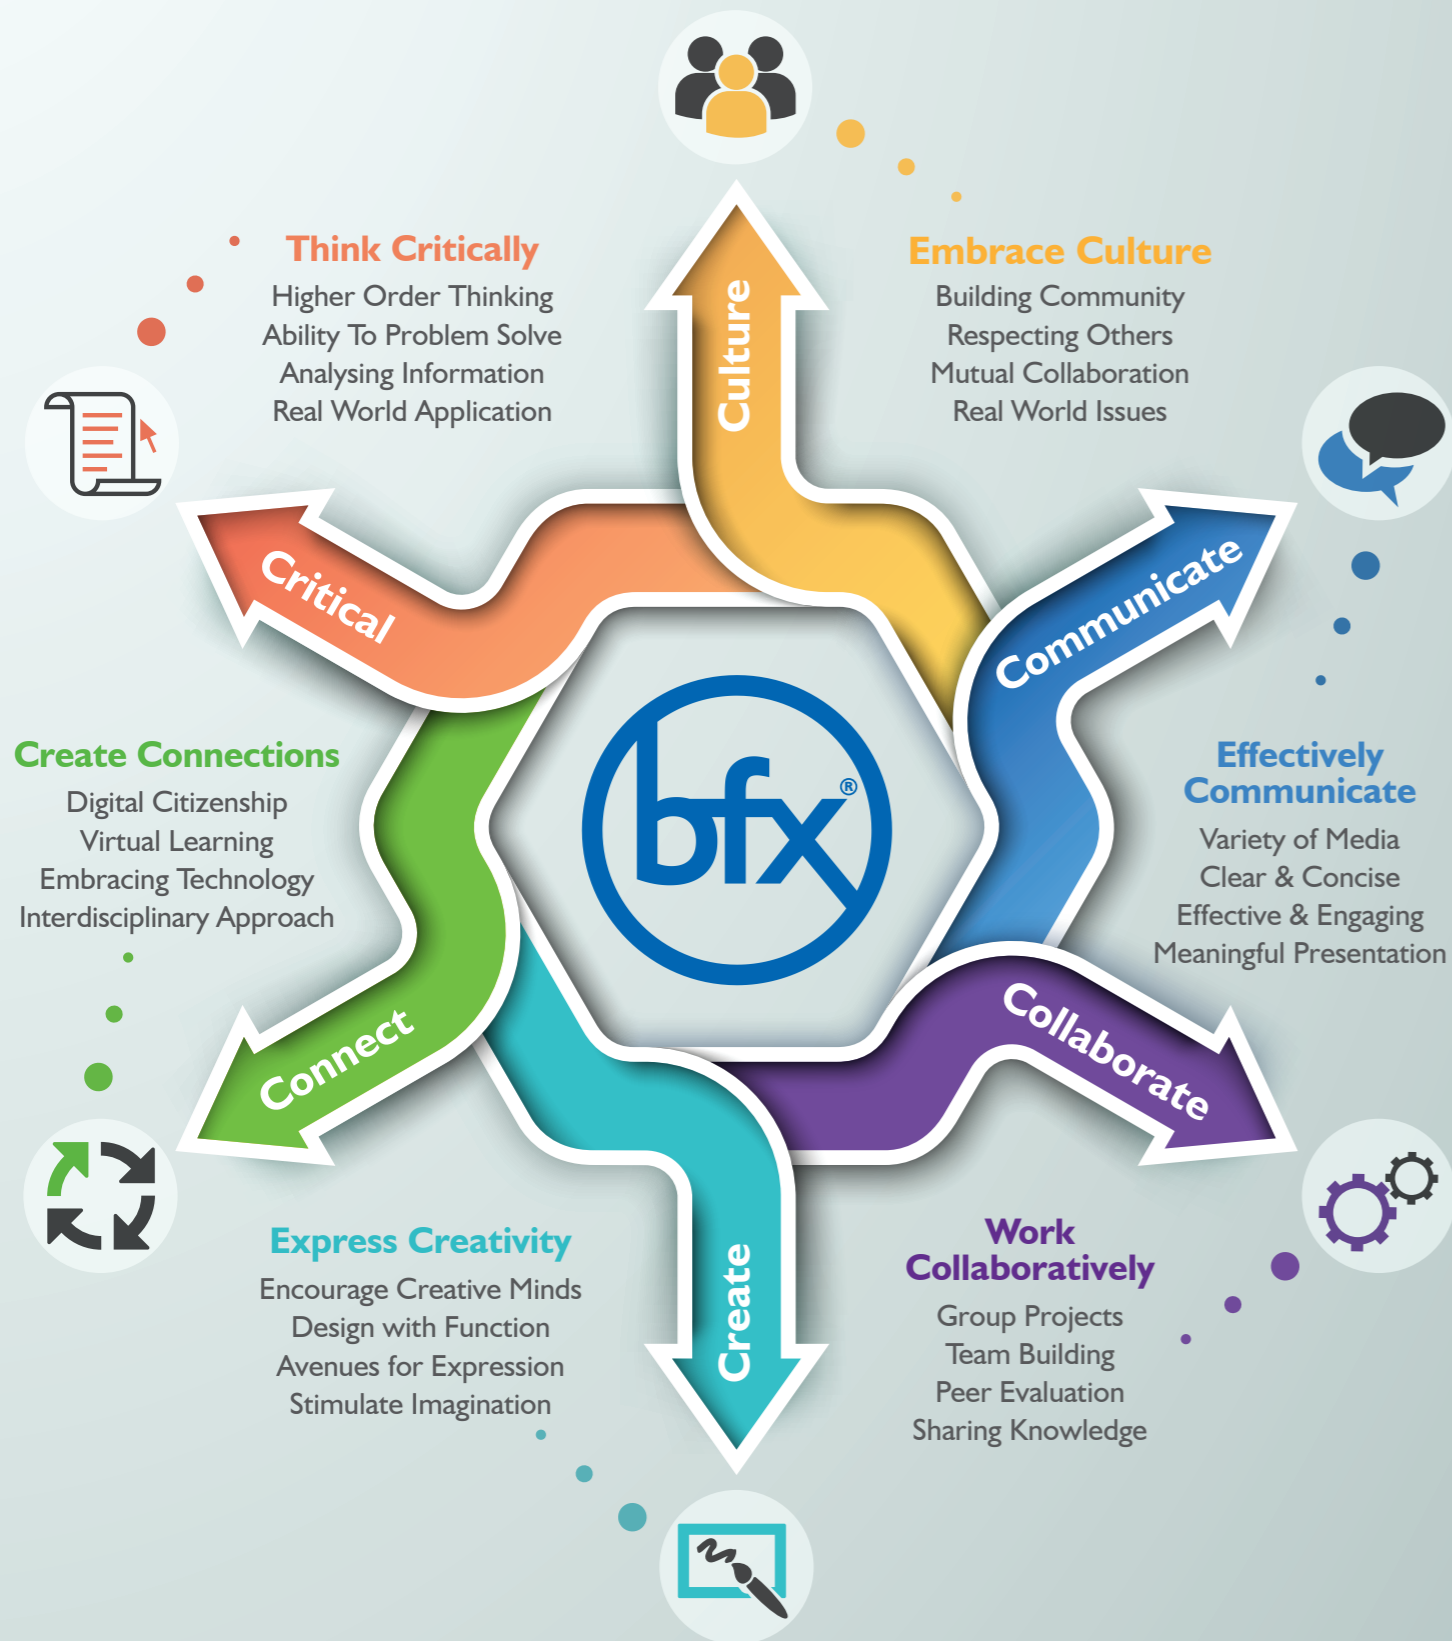 Think Critically
Higher Order Thinking
Ability To Problem Solve
Analysing Information
Real World Application
Culture
Embrace Culture
Building Community
Respecting Others
Mutual Collaboration
Real World Issues
Critical
Communicate
bfx®
Create Connections
Digital Citizenship
Virtual Learning
Embracing Technology
Interdisciplinary Approach
Effectively
Communicate
Variety of Media
Clear & Concise
Effective & Engaging
Meaningful Presentation
Connect
Collaborate
Express Creativity
Encourage Creative Minds
Design with Function
Avenues for Expression
Stimulate Imagination
Create
Work
Collaboratively
Group Projects
Team Building
Peer Evaluation
Sharing Knowledge